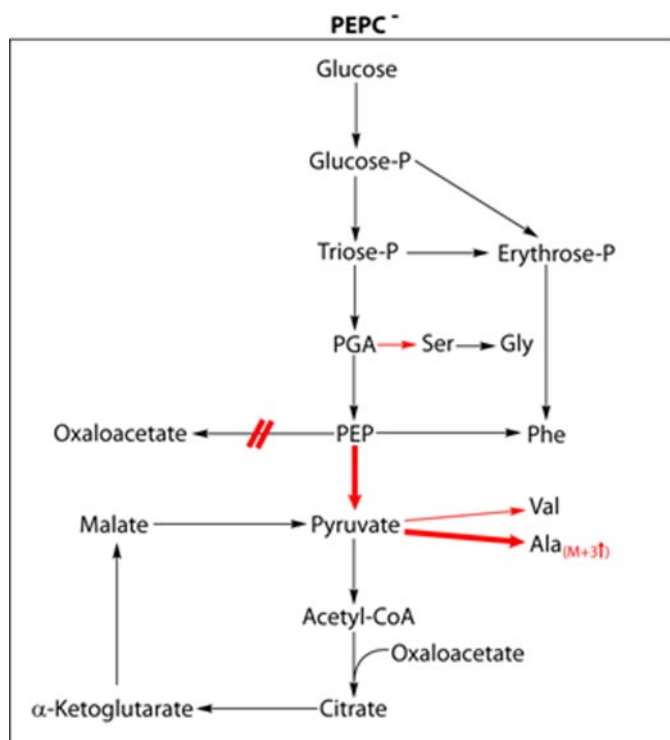 PEPC -
Glucose
Glucose-P
Triose-P Erythrose-P
PGA Ser Gly
Oxaloacetate PEP Phe
Val
Malate Pyruvate
Ala(M+3↑)
Acetyl-CoA
Oxaloacetate
α-Ketoglutarate Citrate